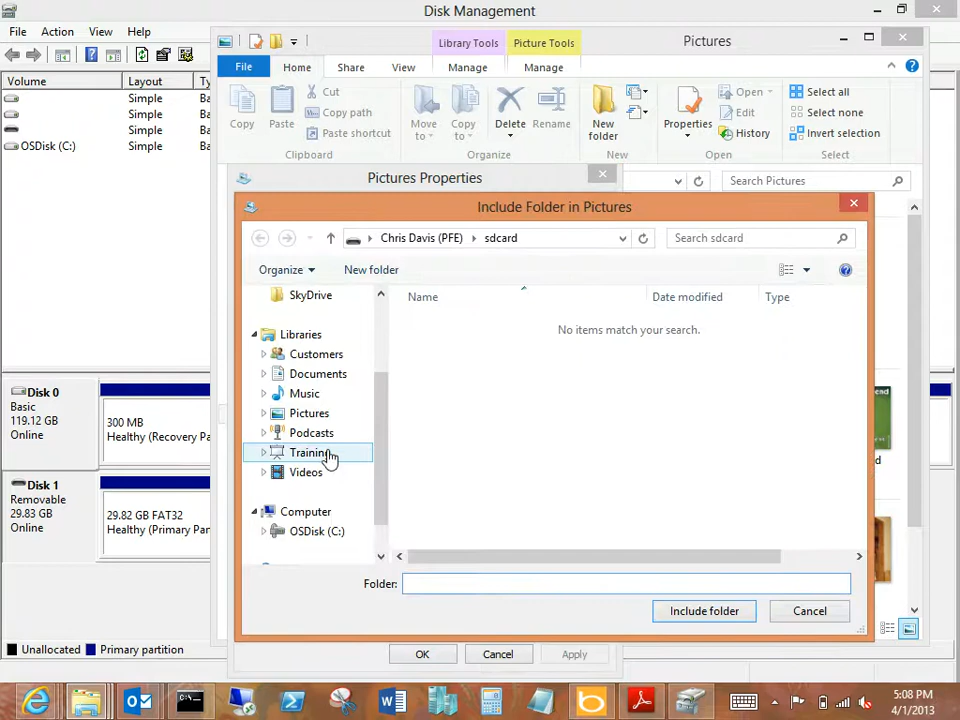 Disk Management
File Action View Help
Volume Layout Ty
Simple Ba
Simple Ba
Simple Ba
OSDisk (C:) Simple Ba
Library Tools Picture Tools Pictures
File Home Share View Manage Manage
Copy Paste Cut Copy path Paste shortcut
Move to Copy to Delete Rename
New folder
Properties Open Edit History
Select all Select none Invert selection
Clipboard Organize New Open Select
Pictures Properties
Search Pictures
Include Folder in Pictures
Chris Davis (PFE) sdcard Search sdcard
Organize New folder
SkyDrive
Libraries
Customers
Documents
Music
Pictures
Podcasts
Training
Videos
Computer
OSDisk (C:)
Name Date modified Type
No items match your search.
Folder:
Include folder Cancel
OK Cancel Apply
d
Disk 0
Basic
119.12 GB
Online
300 MB
Healthy (Recovery Pa
Disk 1
Removable
29.83 GB
Online
29.82 GB FAT32
Healthy (Primary Pan
Unallocated Primary partition
5:08 PM
4/1/2013